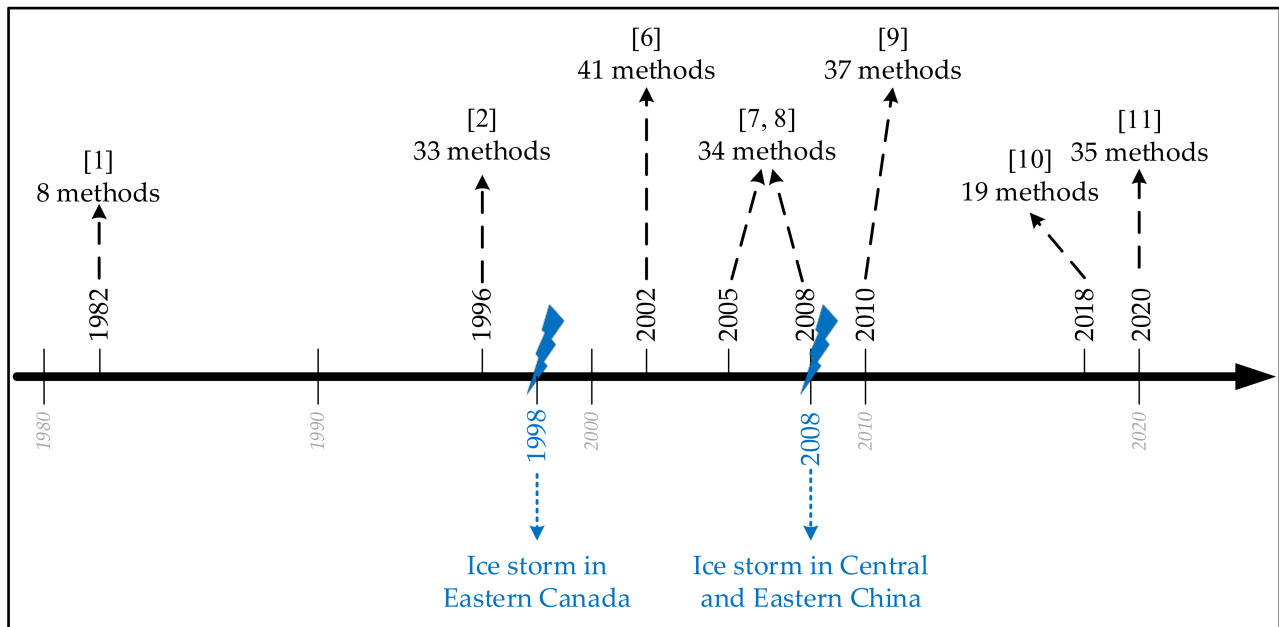 [6]
41 methods
[9]
37 methods
[2]
33 methods
[7, 8]
34 methods
[11]
35 methods
[1]
8 methods
[10]
19 methods
1982
1996
2002
2005
2008
2010
2018
2020
1980
1990
1998
2000
2008
2010
2020
Ice storm in
Eastern Canada
Ice storm in Central
and Eastern China